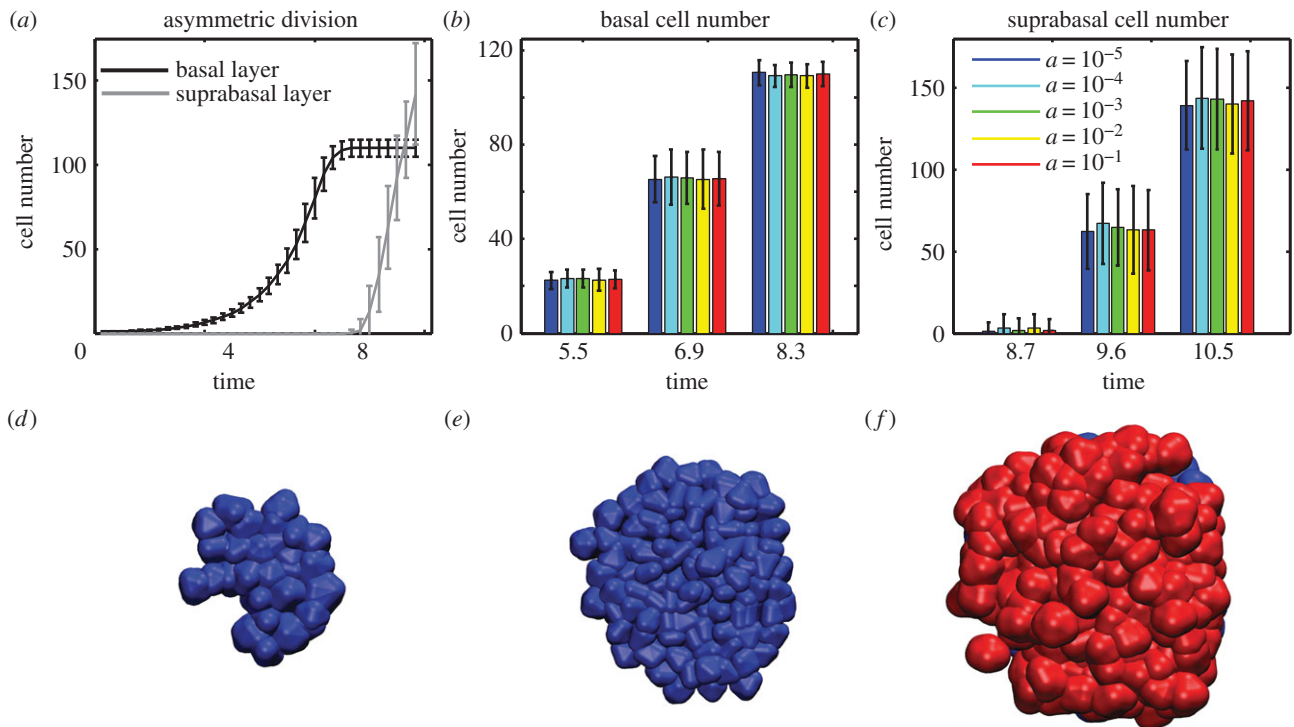 (a) asymmetric division
150
100
50
cell number
basal layer
suprabasal layer
0 4 8
time
(b) basal cell number
120
80
40
0
cell number
5.5 6.9 8.3
time
(c) suprabasal cell number
150
100
50
0
cell number
a = 10⁻⁵
a = 10⁻⁴
a = 10⁻³
a = 10⁻²
a = 10⁻¹
8.7 9.6 10.5
time
(d)
(e)
(f)